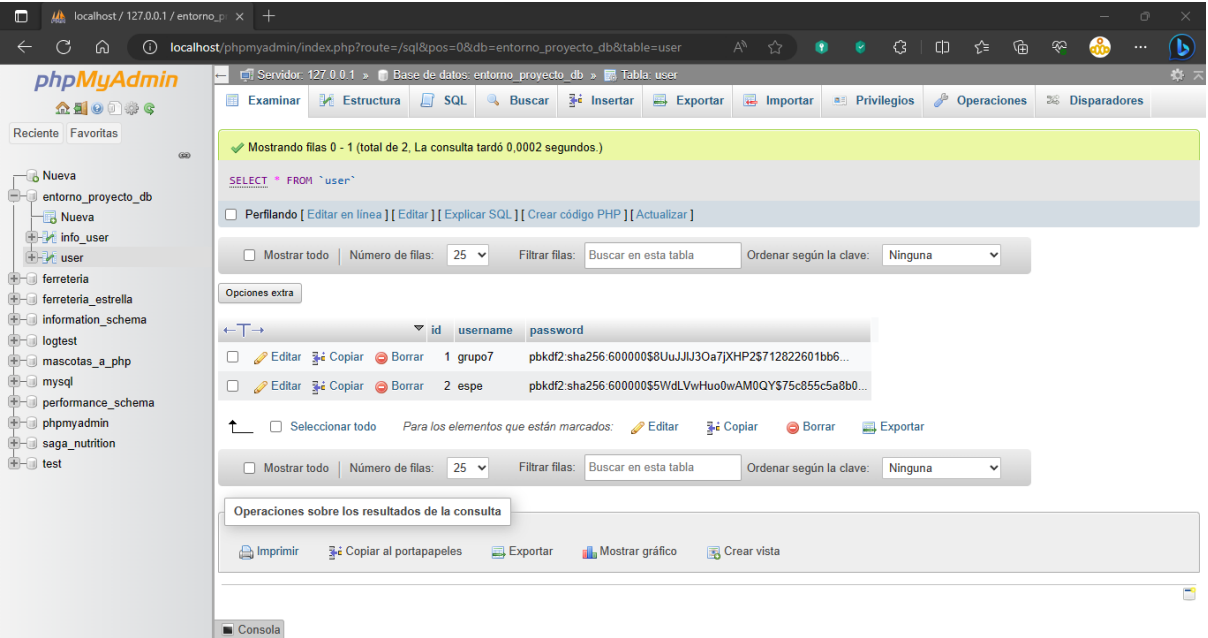 localhost / 127.0.0.1 / entorno_pr
localhost/phpmyadmin/index.php?route=/sql&pos=0&db=entorno_proyecto_db&table=user
phpMyAdmin
Reciente Favoritas
Nueva
entorno_proyecto_db
Nueva
info_user
user
ferreteria
ferreteria_estrella
information_schema
logtest
mascotas_a_php
mysql
performance_schema
phpmyadmin
saga_nutrition
test
Servidor: 127.0.0.1 » Base de datos: entorno_proyecto_db » Tabla: user
Examinar Estructura SQL Buscar Insertar Exportar Importar Privilegios Operaciones Disparadores
Mostrando filas 0 - 1 (total de 2, La consulta tardó 0,0002 segundos.)
SELECT * FROM `user`
Perfilando [ Editar en línea ] [ Editar ] [ Explicar SQL ] [ Crear código PHP ] [ Actualizar ]
Mostrar todo | Número de filas: 25 Filtrar filas: Buscar en esta tabla Ordenar según la clave: Ninguna
Opciones extra
←T→ id username password
Editar Copiar Borrar 1 grupo7 pbkdf2:sha256:600000$8UuJJlJ3Oa7jXHP2$712822601bb6...
Editar Copiar Borrar 2 espe pbkdf2:sha256:600000$5WdLVwHuo0wAM0QY$75c855c5a8b0...
Seleccionar todo Para los elementos que están marcados: Editar Copiar Borrar Exportar
Mostrar todo | Número de filas: 25 Filtrar filas: Buscar en esta tabla Ordenar según la clave: Ninguna
Operaciones sobre los resultados de la consulta
Imprimir Copiar al portapapeles Exportar Mostrar gráfico Crear vista
Consola